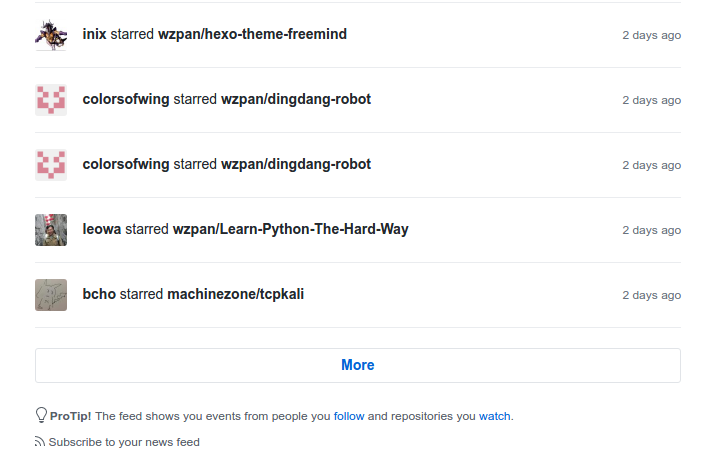 inix starred wzpan/hexo-theme-freemind 2 days ago
colorsofwing starred wzpan/dingdang-robot 2 days ago
colorsofwing starred wzpan/dingdang-robot 2 days ago
leowa starred wzpan/Learn-Python-The-Hard-Way 2 days ago
bcho starred machinezone/tcpkali 2 days ago
More
ProTip! The feed shows you events from people you follow and repositories you watch.
Subscribe to your news feed